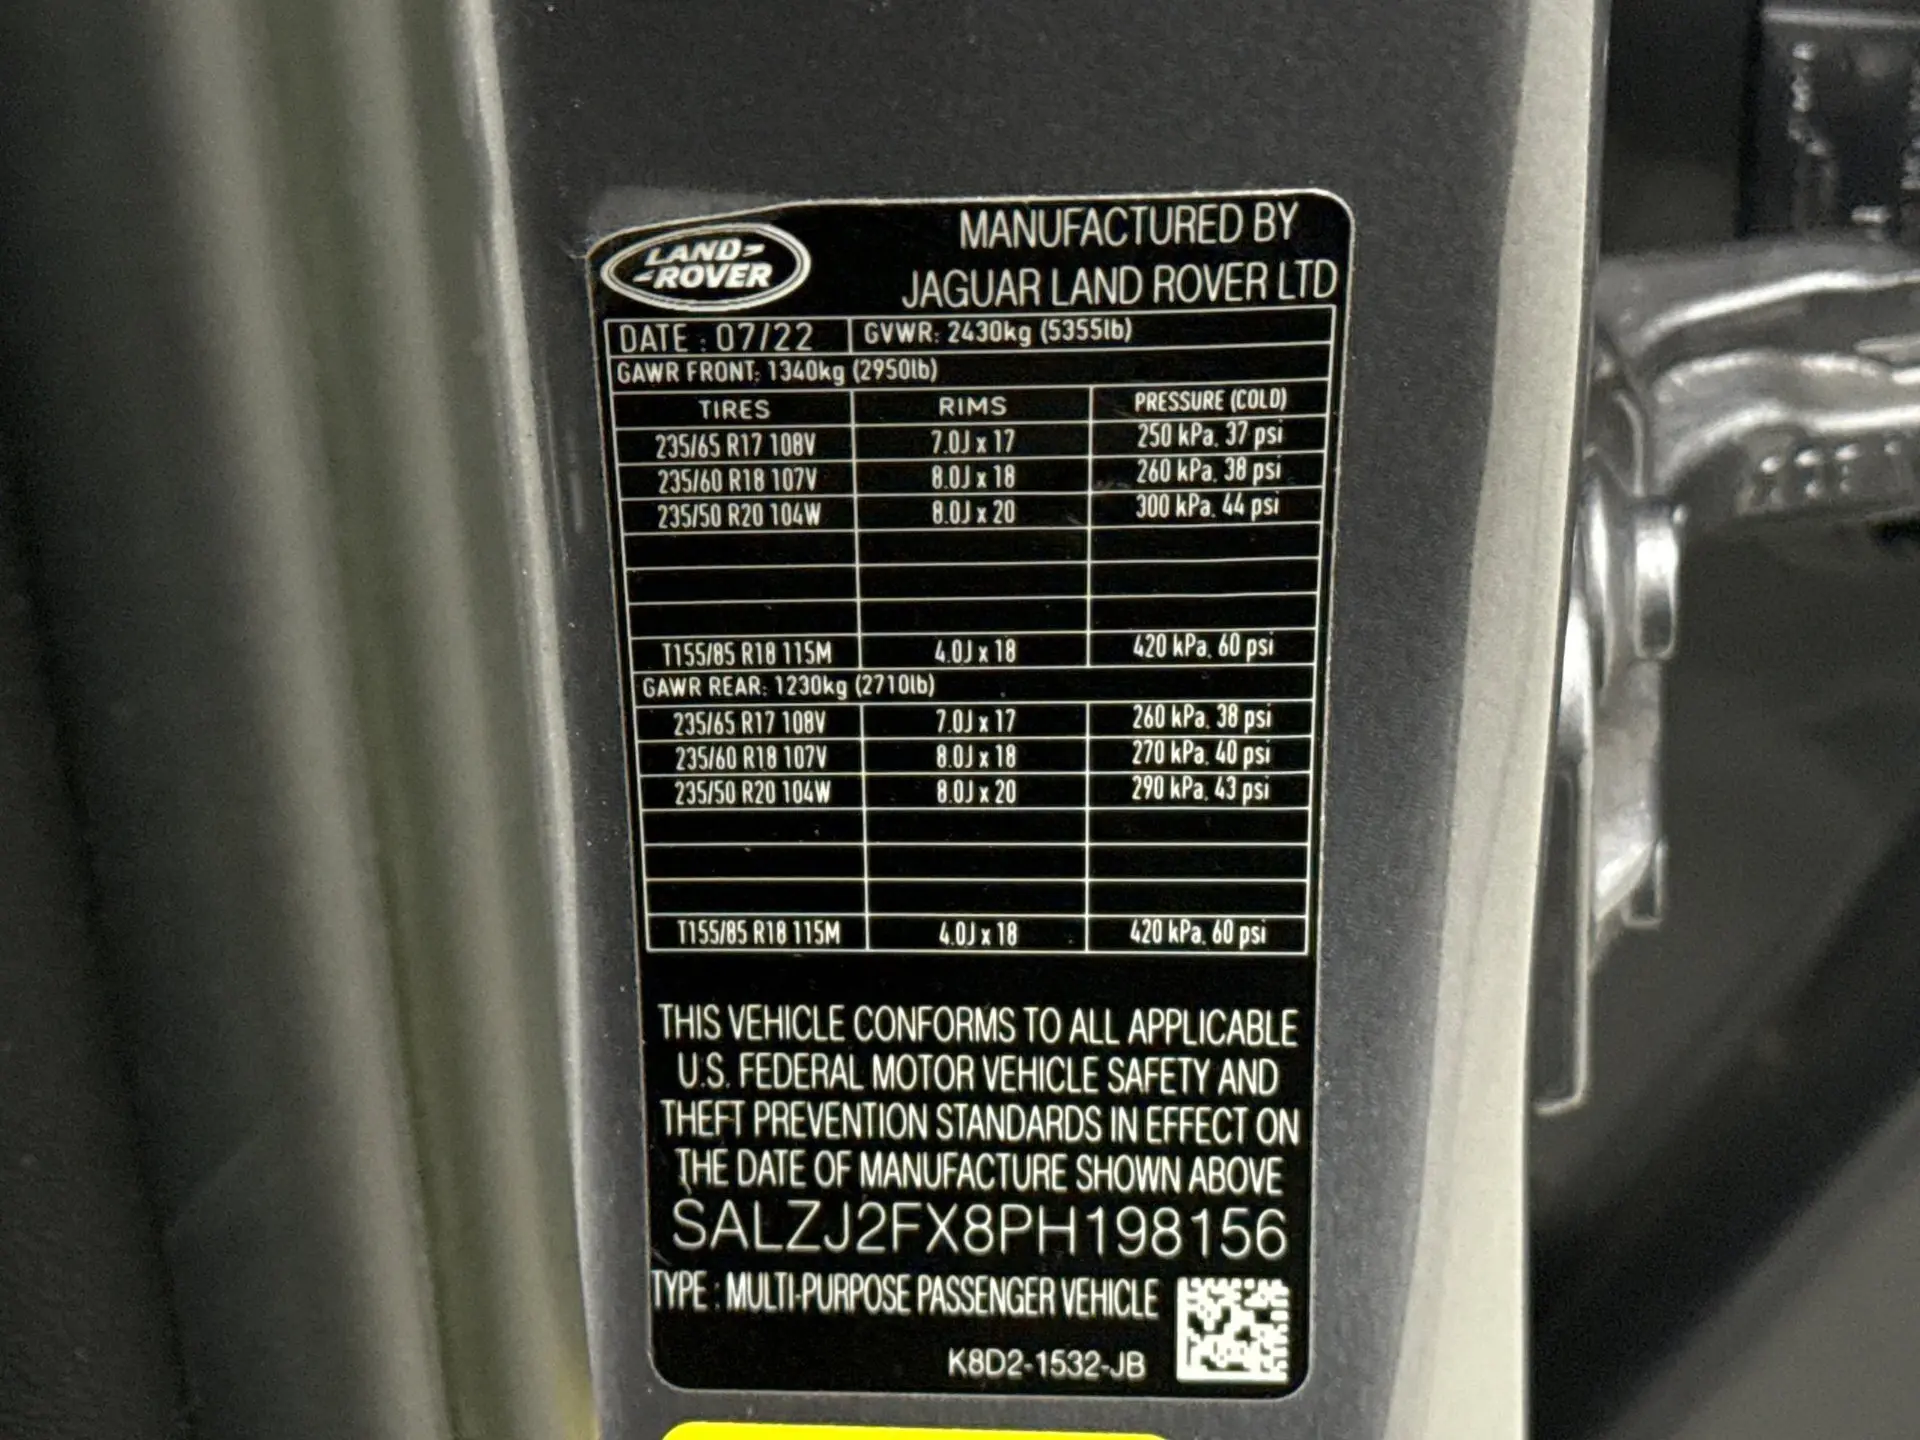 LAND
ROVER
MANUFACTURED BY
JAGUAR LAND ROVER LTD
DATE : 07/22 GVWR: 2430kg (5355lb)
GAWR FRONT: 1340kg (2950lb)
TIRES RIMS PRESSURE (COLD)
235/65 R17 108V 7.0J x 17 250 kPa, 37 psi
235/60 R18 107V 8.0J x 18 260 kPa, 38 psi
235/50 R20 104W 8.0J x 20 300 kPa, 44 psi
T155/85 R18 115M 4.0J x 18 420 kPa, 60 psi
GAWR REAR: 1230kg (2710lb)
235/65 R17 108V 7.0J x 17 260 kPa, 38 psi
235/60 R18 107V 8.0J x 18 270 kPa, 40 psi
235/50 R20 104W 8.0J x 20 290 kPa, 43 psi
T155/85 R18 115M 4.0J x 18 420 kPa, 60 psi
THIS VEHICLE CONFORMS TO ALL APPLICABLE
U.S. FEDERAL MOTOR VEHICLE SAFETY AND
THEFT PREVENTION STANDARDS IN EFFECT ON
THE DATE OF MANUFACTURE SHOWN ABOVE
SALZJ2FX8PH198156
TYPE : MULTI-PURPOSE PASSENGER VEHICLE
K8D2-1532-JB